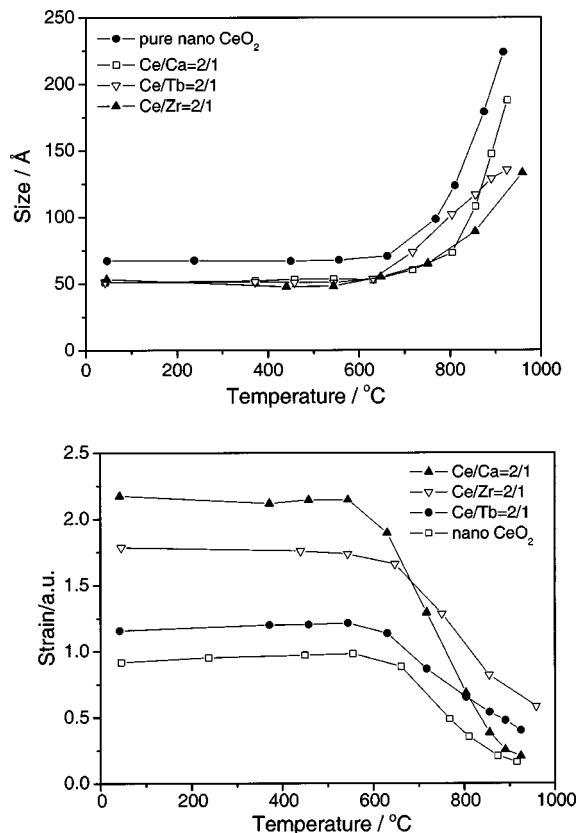 pure nano CeO2
Ce/Ca=2/1
Ce/Tb=2/1
Ce/Zr=2/1
250
200
150
100
50
0
Size / Å
0 200 400 600 800 1000
Temperature / °C
Ce/Ca=2/1
Ce/Zr=2/1
Ce/Tb=2/1
nano CeO2
2.5
2.0
1.5
1.0
0.5
0.0
Strain/a.u.
0 200 400 600 800 1000
Temperature / °C